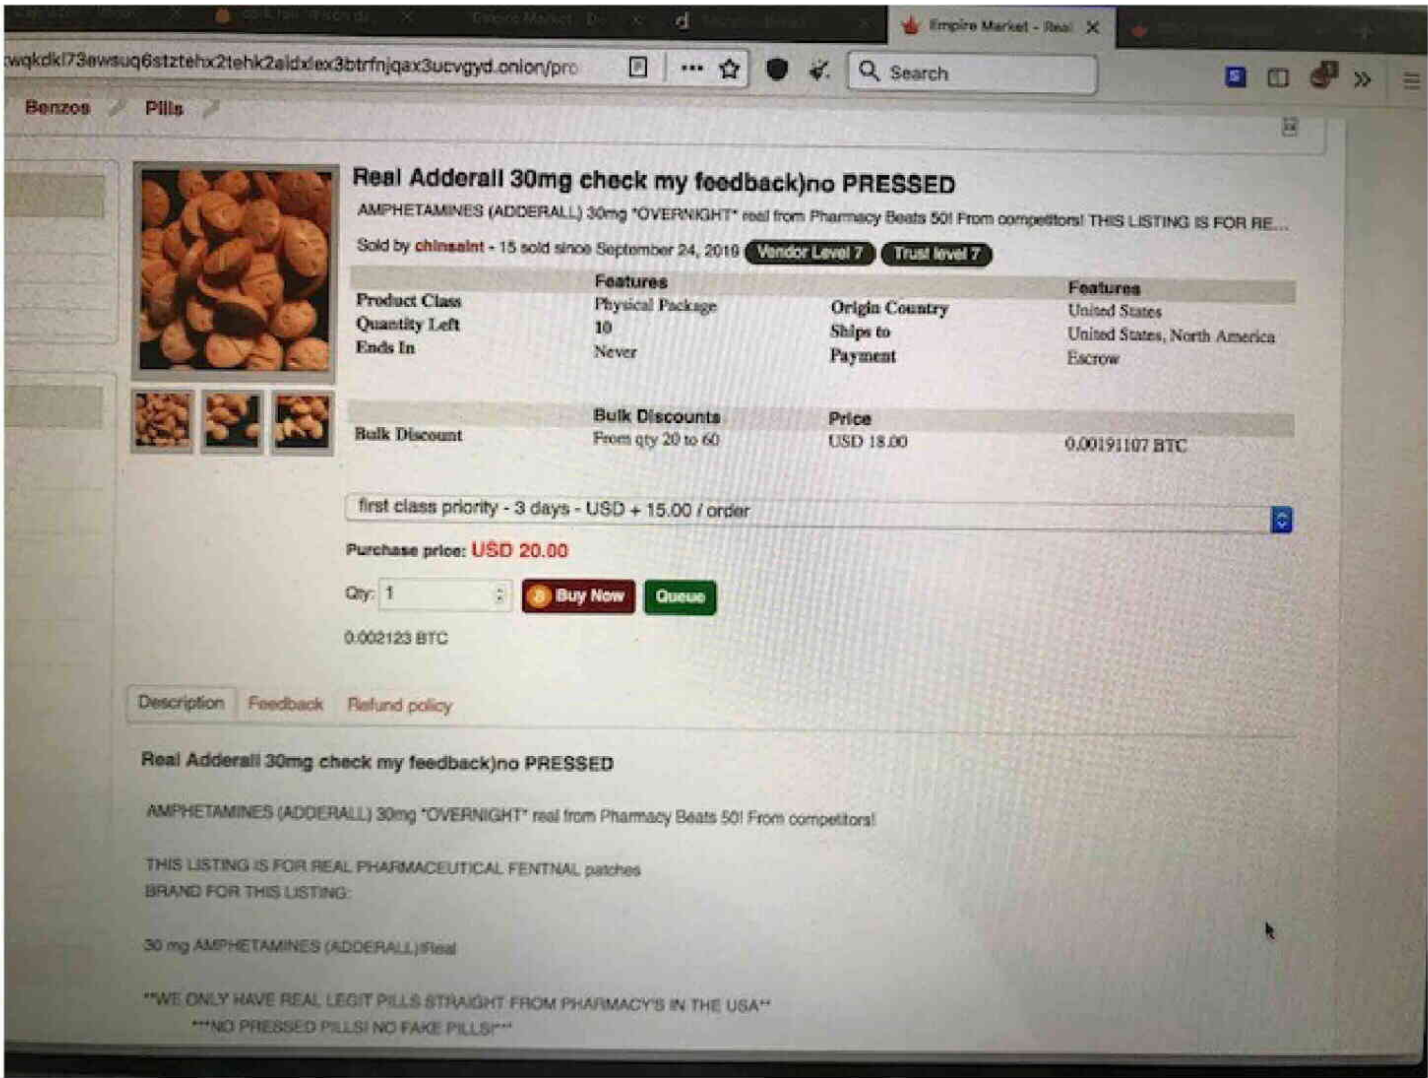 Empire Market - Real
wqkdkl73ewsuq6stztehx2tehk2aldxlex3btrfnjqax3ucvgyd.onion/pro
Search
Benzos Pills
Real Adderall 30mg check my feedback)no PRESSED
AMPHETAMINES (ADDERALL) 30mg *OVERNIGHT* real from Pharmacy Beats 50! From competitors! THIS LISTING IS FOR RE...
Sold by chinsaint - 15 sold since September 24, 2019 Vendor Level 7 Trust level 7
Features Features
Product Class Physical Package Origin Country United States
Quantity Left 10 Ships to United States, North America
Ends In Never Payment Escrow
Bulk Discounts Price
Bulk Discount From qty 20 to 60 USD 18.00 0.00191107 BTC
first class priority - 3 days - USD + 15.00 / order
Purchase price: USD 20.00
Qty: 1 Buy Now Queue
0.002123 BTC
Description Feedback Refund policy
Real Adderall 30mg check my feedback)no PRESSED
AMPHETAMINES (ADDERALL) 30mg *OVERNIGHT* real from Pharmacy Beats 50! From competitors!
THIS LISTING IS FOR REAL PHARMACEUTICAL FENTNAL patches
BRAND FOR THIS LISTING:
30 mg AMPHETAMINES (ADDERALL)!Real
**WE ONLY HAVE REAL LEGIT PILLS STRAIGHT FROM PHARMACY'S IN THE USA**
***NO PRESSED PILLS! NO FAKE PILLS!***